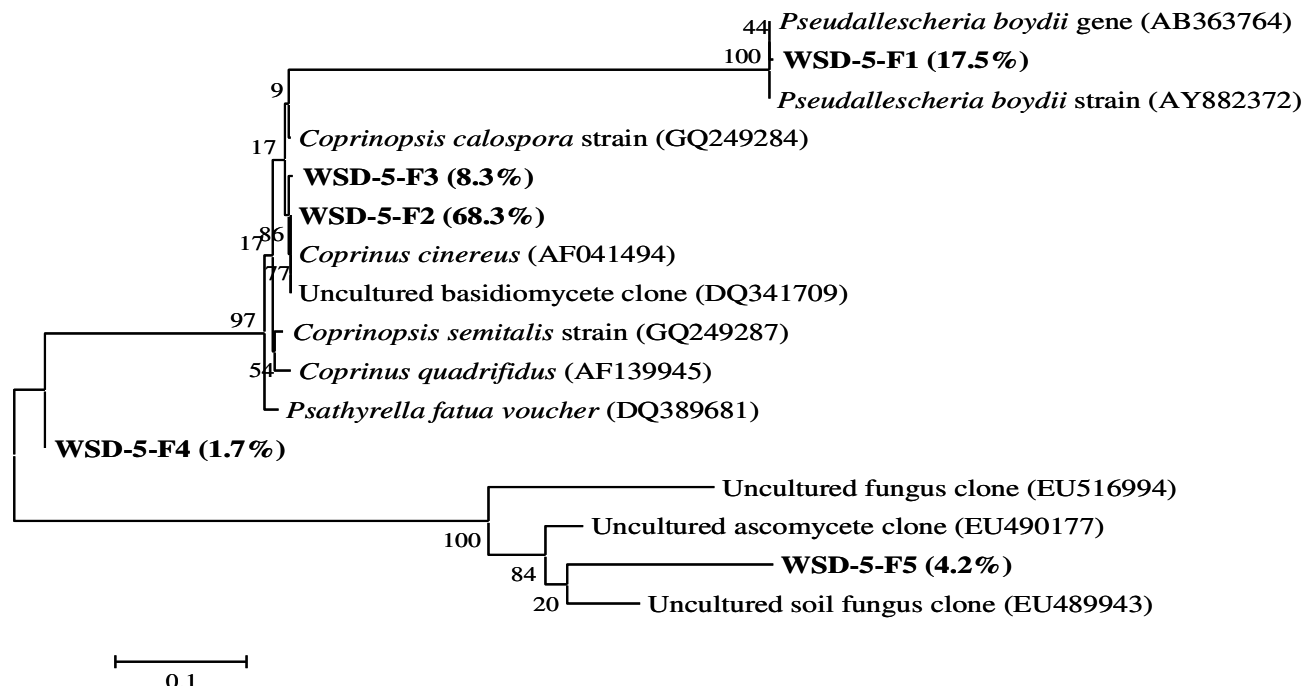 44 Pseudallescheria boydii gene (AB363764)
100 WSD-5-F1 (17.5%)
Pseudallescheria boydii strain (AY882372)
9
Coprinopsis calospora strain (GQ249284)
17
WSD-5-F3 (8.3%)
WSD-5-F2 (68.3%)
86
17
Coprinus cinereus (AF041494)
77
Uncultured basidiomycete clone (DQ341709)
97
Coprinopsis semitalis strain (GQ249287)
54
Coprinus quadrifidus (AF139945)
Psathyrella fatua voucher (DQ389681)
WSD-5-F4 (1.7%)
Uncultured fungus clone (EU516994)
Uncultured ascomycete clone (EU490177)
100
WSD-5-F5 (4.2%)
84
20
Uncultured soil fungus clone (EU489943)
0.1